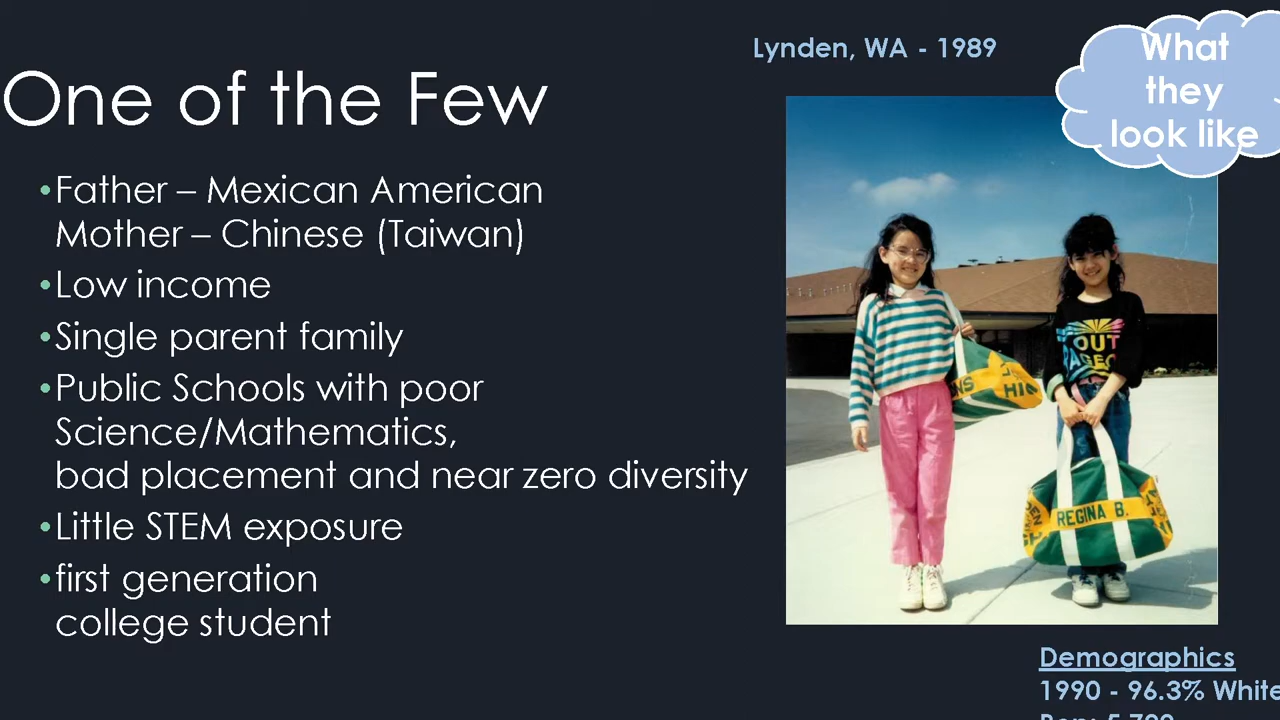 Lynden, WA - 1989
What
they
look like
One of the Few
•Father – Mexican American
Mother – Chinese (Taiwan)
•Low income
•Single parent family
•Public Schools with poor
Science/Mathematics,
bad placement and near zero diversity
•Little STEM exposure
•first generation
college student
OUT
HIG
REGINA B.
Demographics
1990 - 96.3% White